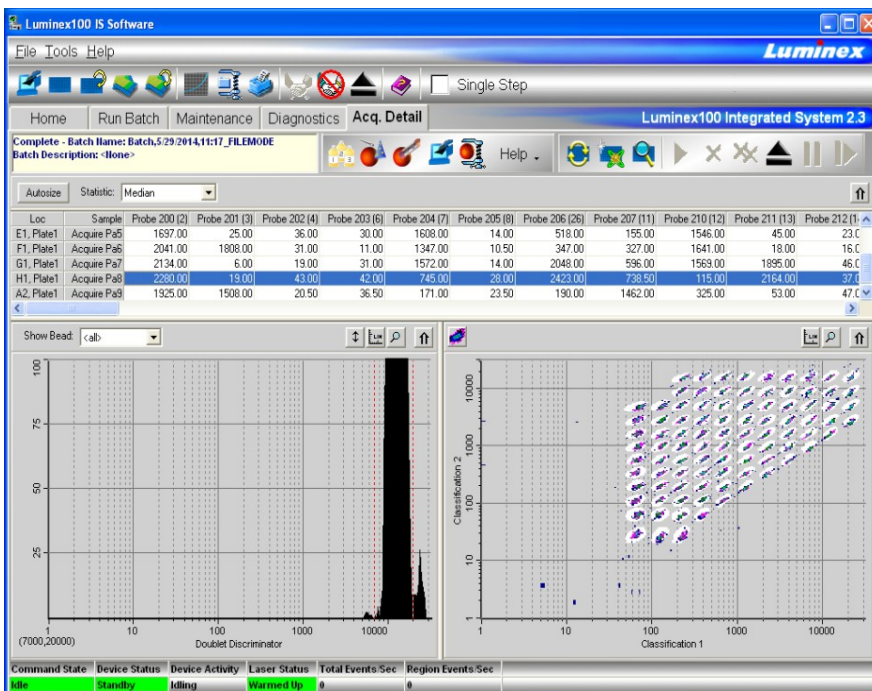 Luminex100 IS Software
File Tools Help
Luminex
Single Step
Home Run Batch Maintenance Diagnostics Acq. Detail Luminex100 Integrated System 2.3
Complete - Batch Name: Batch,5/29/2014,11:17_FILEMODE
Batch Description: <None>
Help
Autosize Statistic: Median
Loc Sample Probe 200 (2) Probe 201 (3) Probe 202 (4) Probe 203 (6) Probe 204 (7) Probe 205 (8) Probe 206 (26) Probe 207 (11) Probe 210 (12) Probe 211 (13) Probe 212 (1
E1, Plate1 Acquire Pa5 1697.00 25.00 36.00 30.00 1608.00 14.00 518.00 155.00 1546.00 45.00 23.0
F1, Plate1 Acquire Pa6 2041.00 1808.00 31.00 11.00 1347.00 10.50 347.00 327.00 1641.00 18.00 16.0
G1, Plate1 Acquire Pa7 2134.00 6.00 19.00 31.00 1572.00 14.00 2048.00 596.00 1569.00 1895.00 46.0
H1, Plate1 Acquire Pa8 2280.00 19.00 43.00 42.00 745.00 28.00 2423.00 738.50 115.00 2164.00 37.0
A2, Plate1 Acquire Pa9 1925.00 1508.00 20.50 36.50 171.00 23.50 190.00 1462.00 325.00 53.00 47.0
Show Bead: <all>
100
75
50
25
1 10 100 1000 10000
(7000,20000) Doublet Discriminator
10000
1000
100
10
1
Classification 2
1 10 100 1000 10000
Classification 1
Command State Device Status Device Activity Laser Status Total Events/Sec Region Events/Sec
Idle Standby Idling Warmed Up 0 0